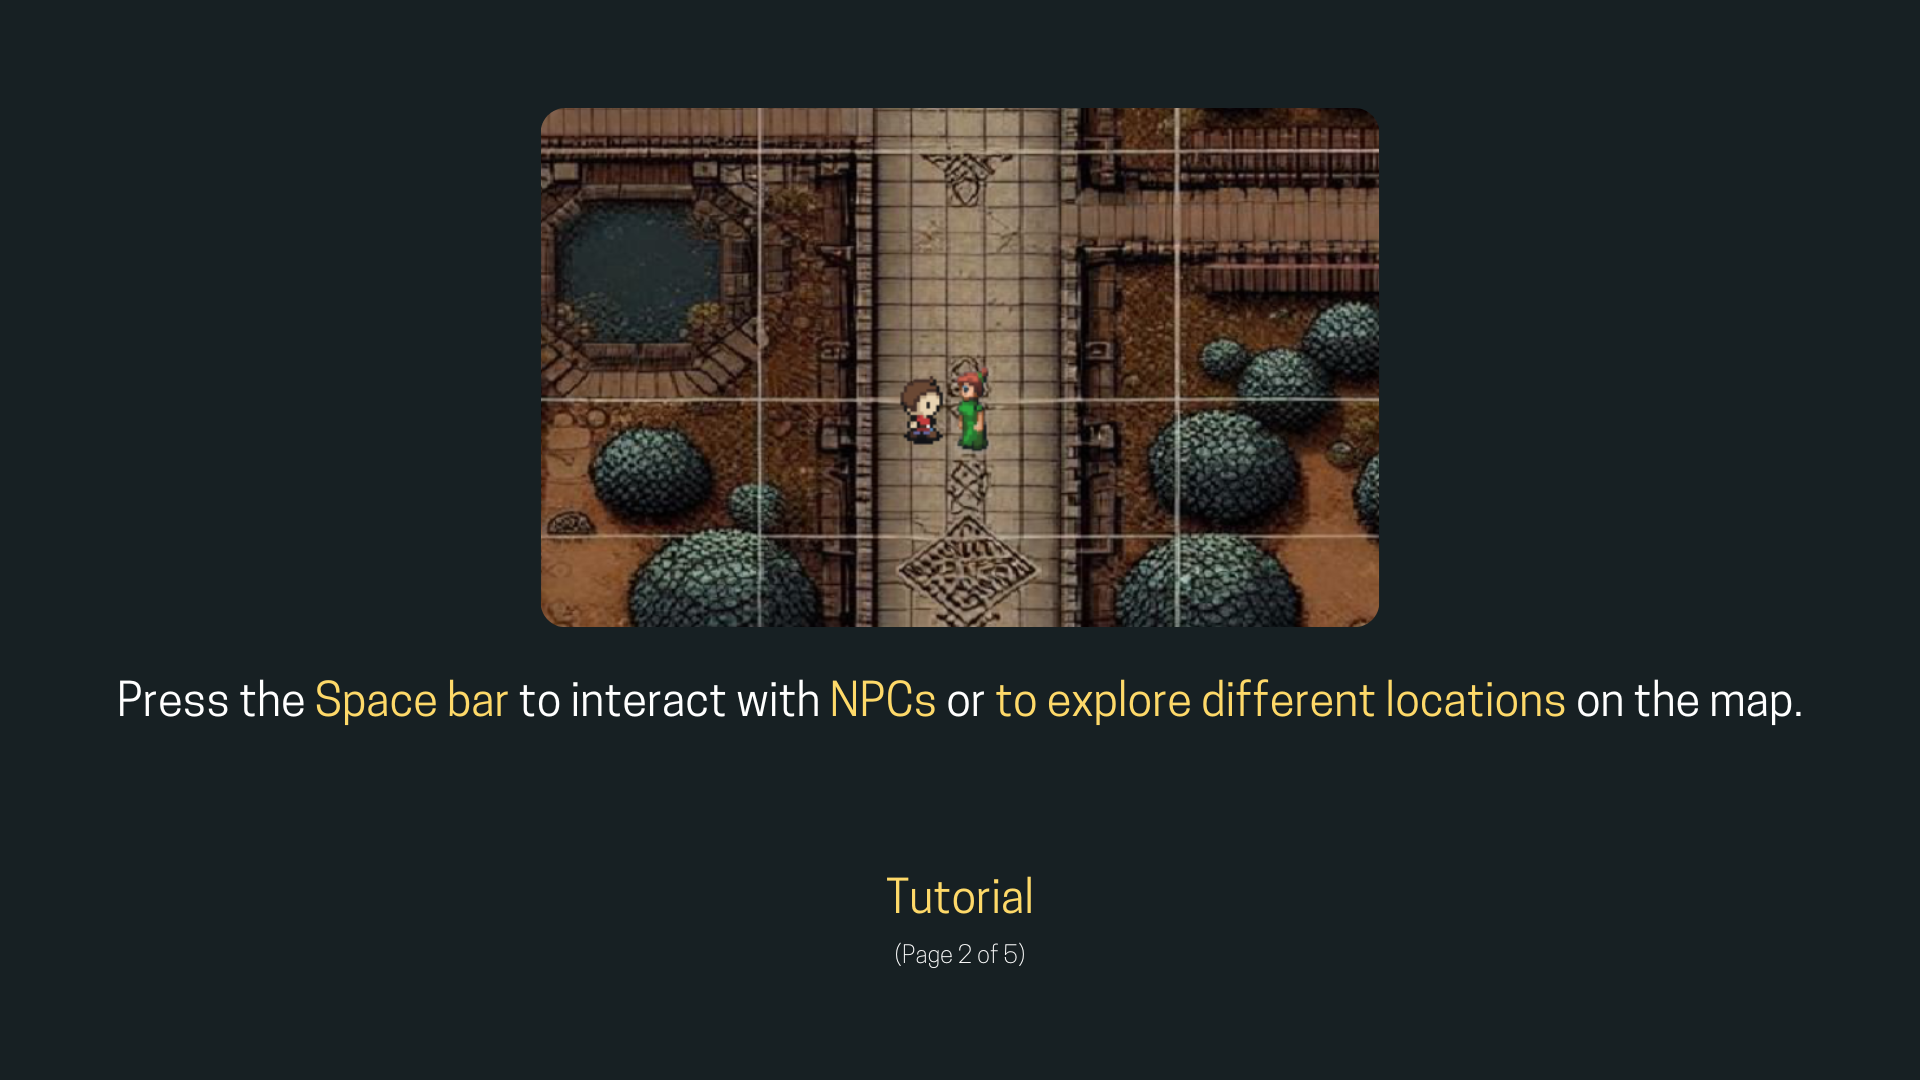 Press the Space bar to interact with NPCs or to explore different locations on the map.
Tutorial
(Page 2 of 5)